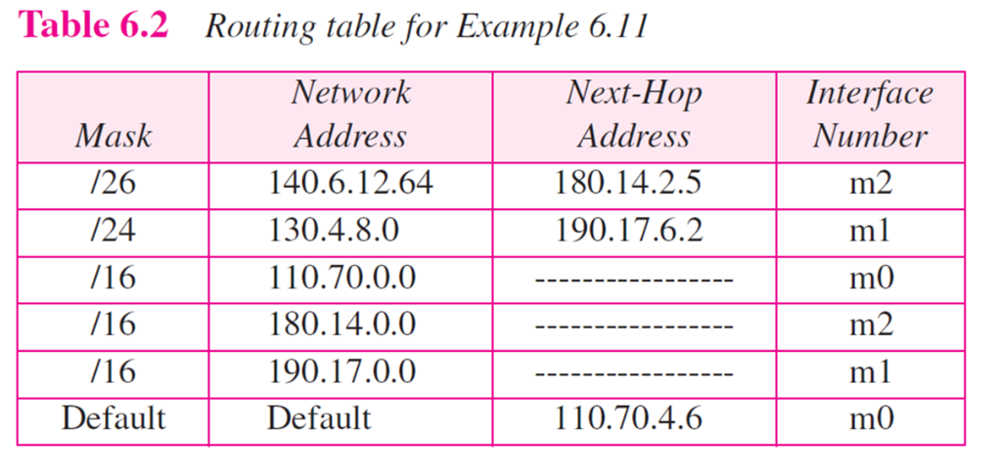 Table 6.2 Routing table for Example 6.11
Mask Network Address Next-Hop Address Interface Number
/26 140.6.12.64 180.14.2.5 m2
/24 130.4.8.0 190.17.6.2 m1
/16 110.70.0.0 ----------------- m0
/16 180.14.0.0 ----------------- m2
/16 190.17.0.0 ----------------- m1
Default Default 110.70.4.6 m0